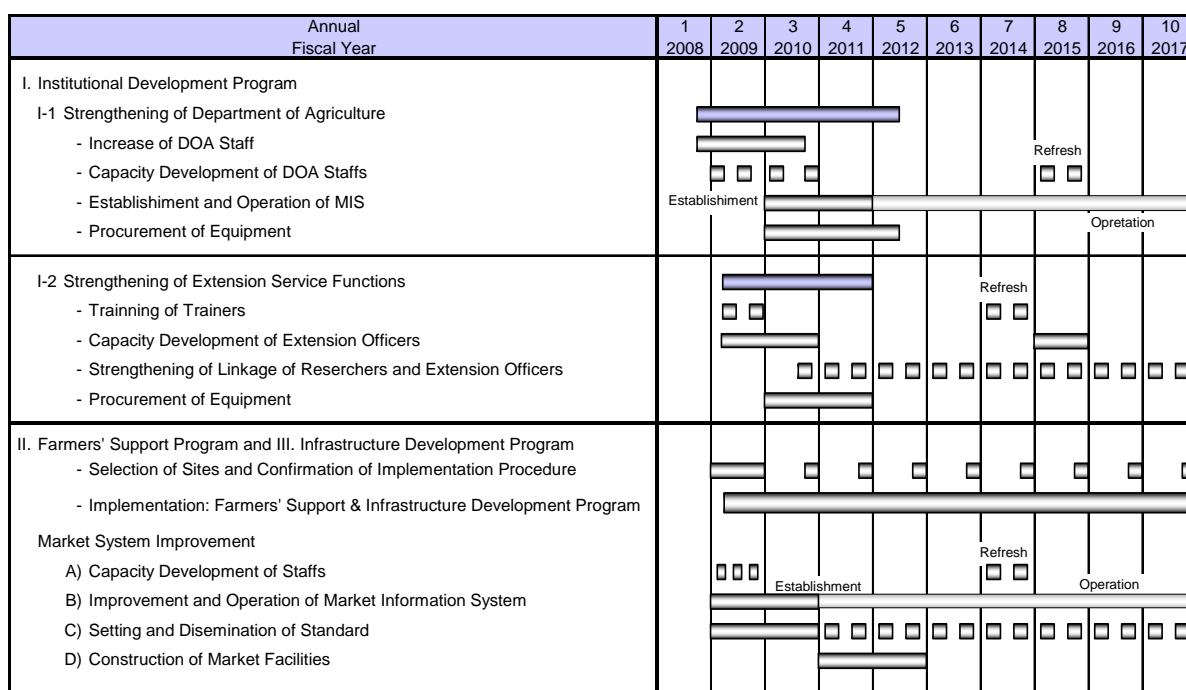 Annual 1 2 3 4 5 6 7 8 9 10
Fiscal Year 2008 2009 2010 2011 2012 2013 2014 2015 2016 2017
I. Institutional Development Program
I-1 Strengthening of Department of Agriculture
- Increase of DOA Staff
Refresh
- Capacity Development of DOA Staffs
- Establishiment and Operation of MIS Establishiment
Opretation
- Procurement of Equipment
I-2 Strengthening of Extension Service Functions
Refresh
- Trainning of Trainers
- Capacity Development of Extension Officers
- Strengthening of Linkage of Reserchers and Extension Officers
- Procurement of Equipment
II. Farmers' Support Program and III. Infrastructure Development Program
- Selection of Sites and Confirmation of Implementation Procedure
- Implementation: Farmers' Support & Infrastructure Development Program
Market System Improvement
Refresh
A) Capacity Development of Staffs
Establishment Operation
B) Improvement and Operation of Market Information System
C) Setting and Disemination of Standard
D) Construction of Market Facilities